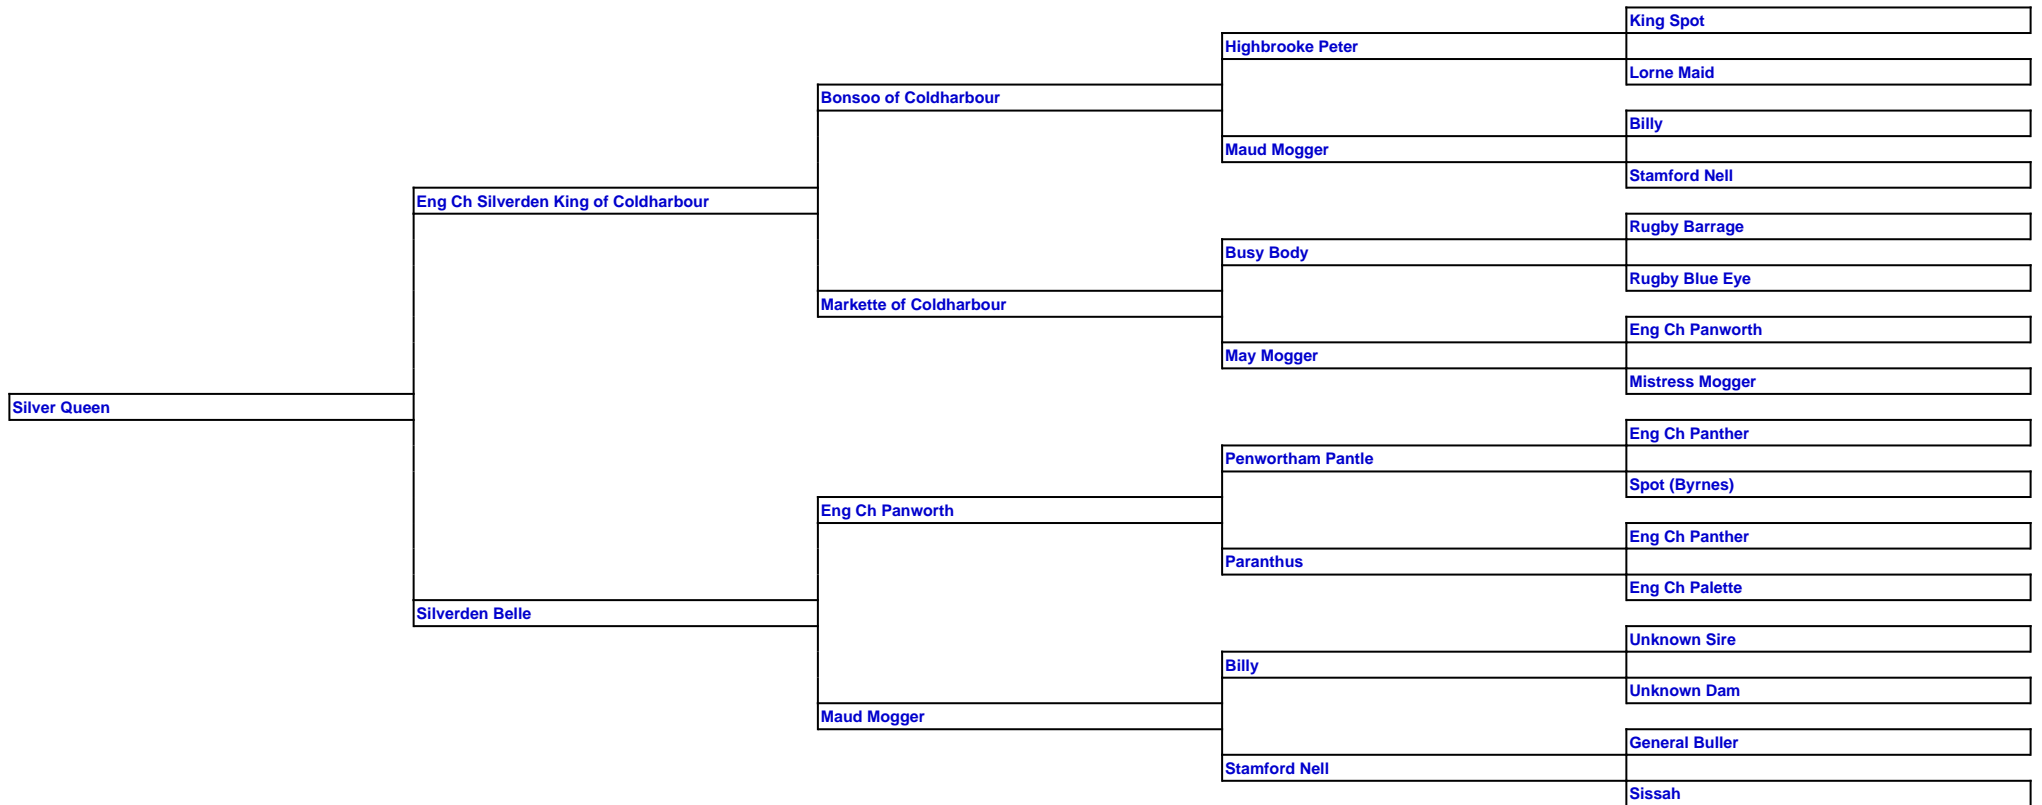 King Spot
Highbrooke Peter
Lorne Maid
Bonsoo of Coldharbour
Billy
Maud Mogger
Stamford Nell
Eng Ch Silverden King of Coldharbour
Rugby Barrage
Busy Body
Rugby Blue Eye
Markette of Coldharbour
Eng Ch Panworth
May Mogger
Mistress Mogger
Silver Queen
Eng Ch Panther
Penwortham Pantle
Spot (Byrnes)
Eng Ch Panworth
Eng Ch Panther
Paranthus
Eng Ch Palette
Silverden Belle
Unknown Sire
Billy
Unknown Dam
Maud Mogger
General Buller
Stamford Nell
Sissah